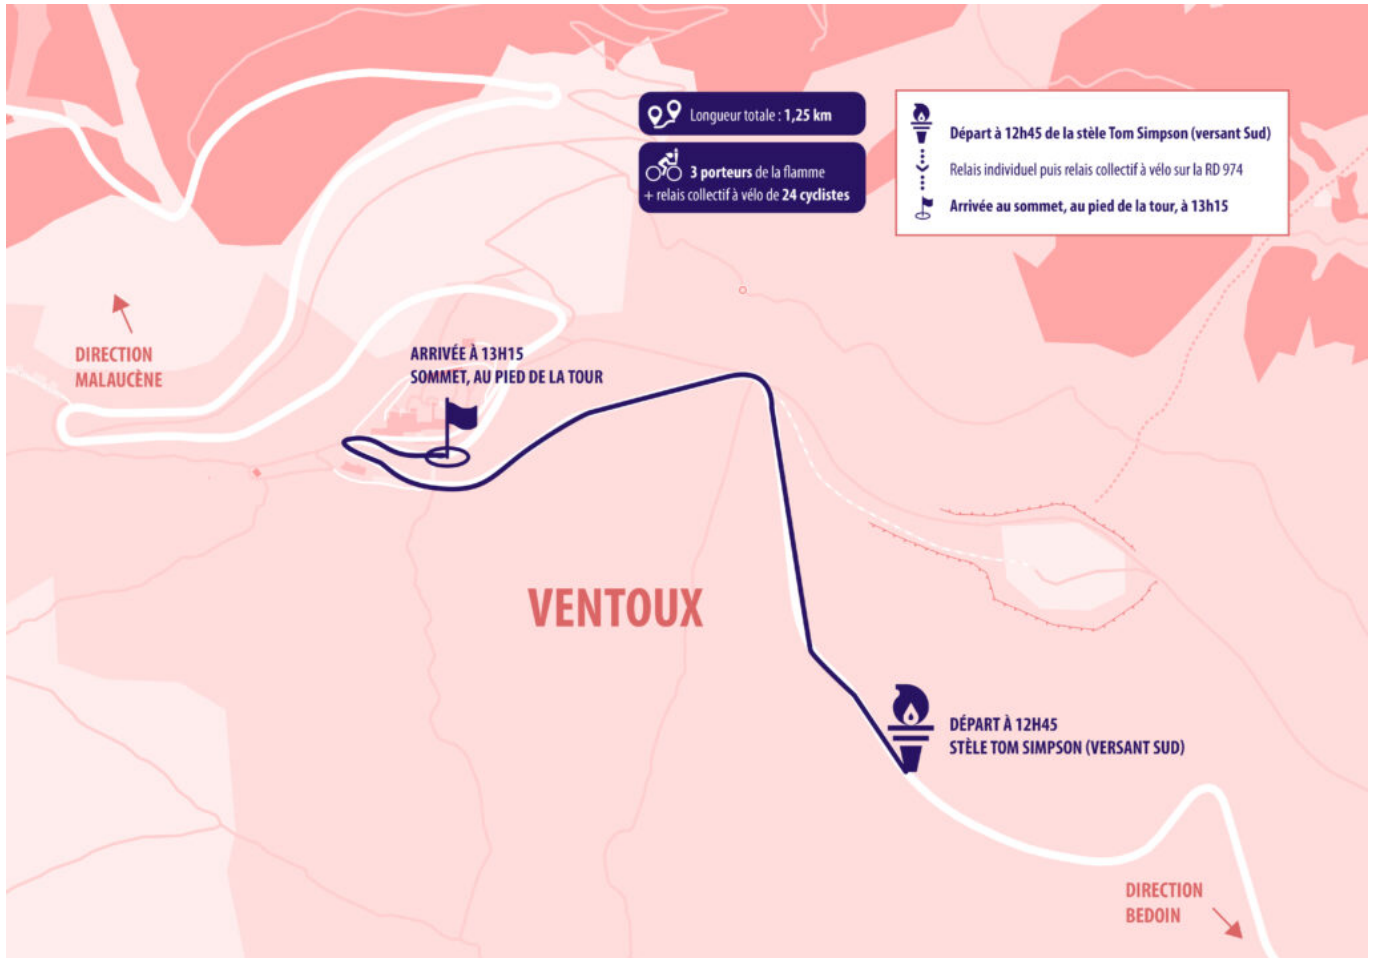 Longueur totale : 1,25 km
3 porteurs de la flamme
+ relais collectif à vélo de 24 cyclistes
Départ à 12h45 de la stèle Tom Simpson (versant Sud)
Relais individuel puis relais collectif à vélo sur la RD 974
Arrivée au sommet, au pied de la tour, à 13h15
DIRECTION
MALAUCÈNE
ARRIVÉE À 13H15
SOMMET, AU PIED DE LA TOUR
VENTOUX
DÉPART À 12H45
STÈLE TOM SIMPSON (VERSANT SUD)
DIRECTION
BEDOIN